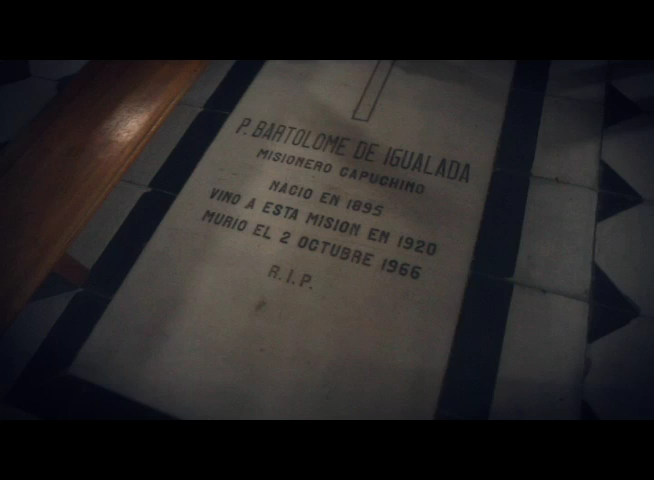 P. BARTOLOME DE IGUALADA
MISIONERO CAPUCHINO
NACIO EN 1895
VINO A ESTA MISION EN 1920
MURIO EL 2 OCTUBRE 1966
R.I.P.